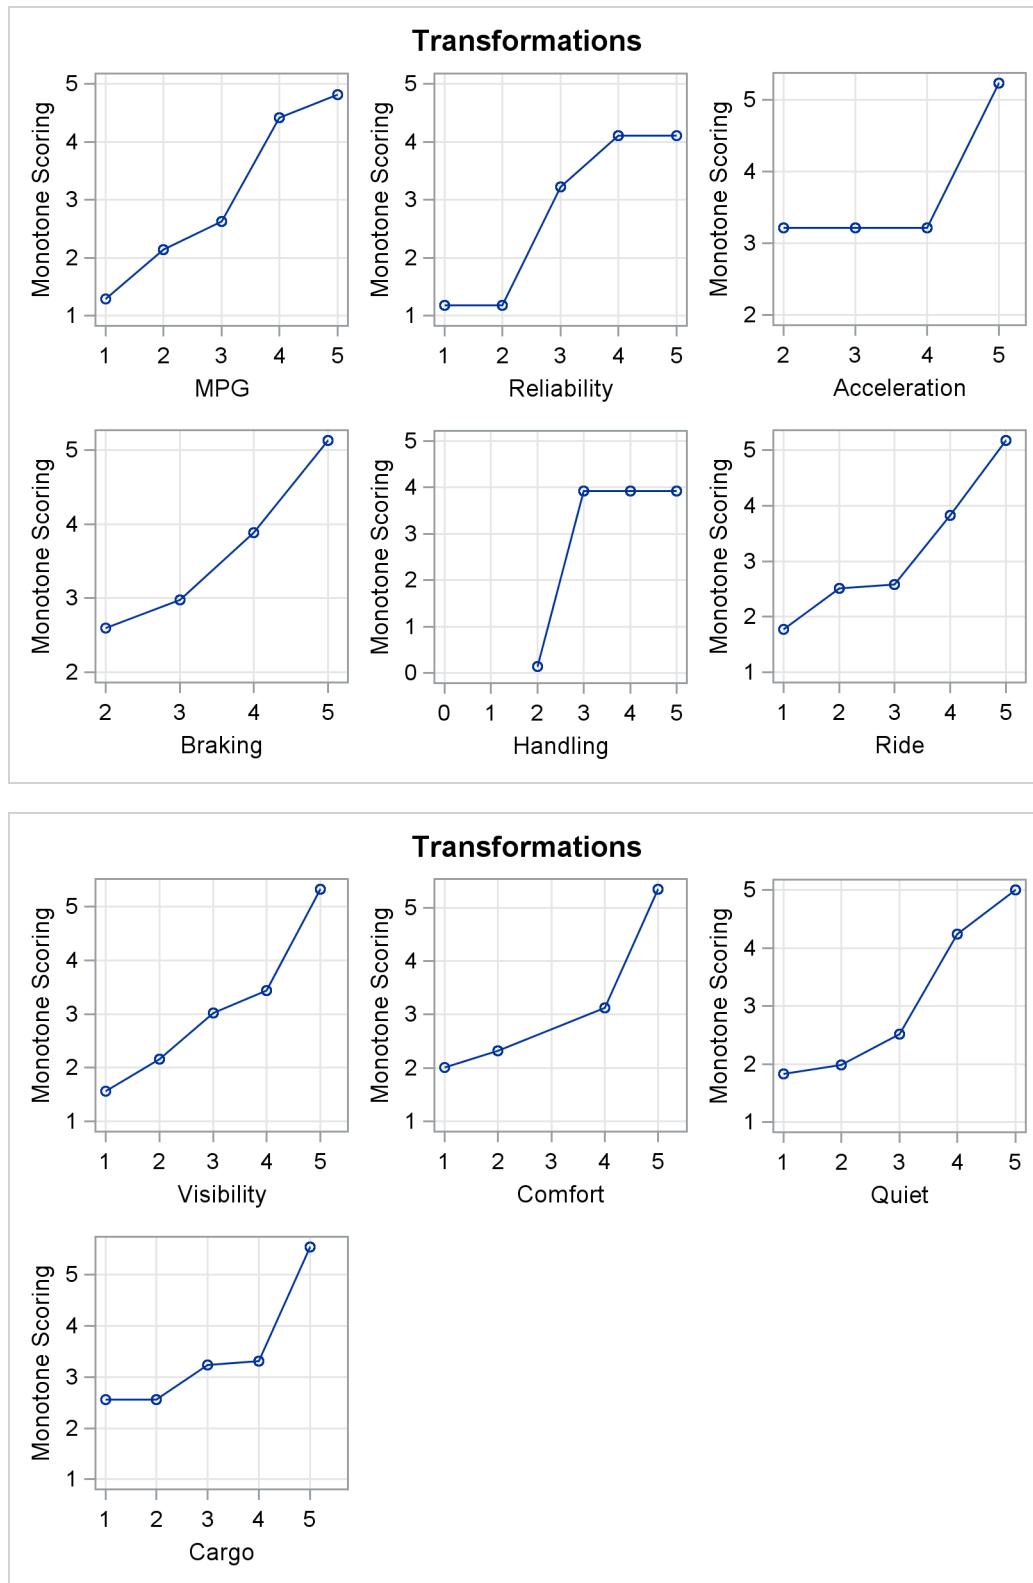 Transformations
Monotone Scoring
5
4
3
2
1
1 2 3 4 5
MPG
Monotone Scoring
5
4
3
2
1
1 2 3 4 5
Reliability
Monotone Scoring
5
4
3
2
2 3 4 5
Acceleration
Monotone Scoring
5
4
3
2
2 3 4 5
Braking
Monotone Scoring
5
4
3
2
1
0
0 1 2 3 4 5
Handling
Monotone Scoring
5
4
3
2
1
1 2 3 4 5
Ride
Transformations
Monotone Scoring
5
4
3
2
1
1 2 3 4 5
Visibility
Monotone Scoring
5
4
3
2
1
1 2 3 4 5
Comfort
Monotone Scoring
5
4
3
2
1
1 2 3 4 5
Quiet
Monotone Scoring
5
4
3
2
1
1 2 3 4 5
Cargo